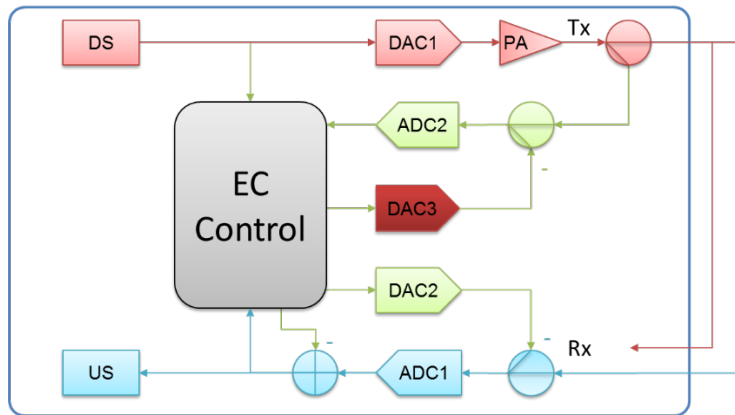 DS
DAC1
PA
Tx
ADC2
-
EC
Control
DAC3
DAC2
-
-
Rx
US
ADC1